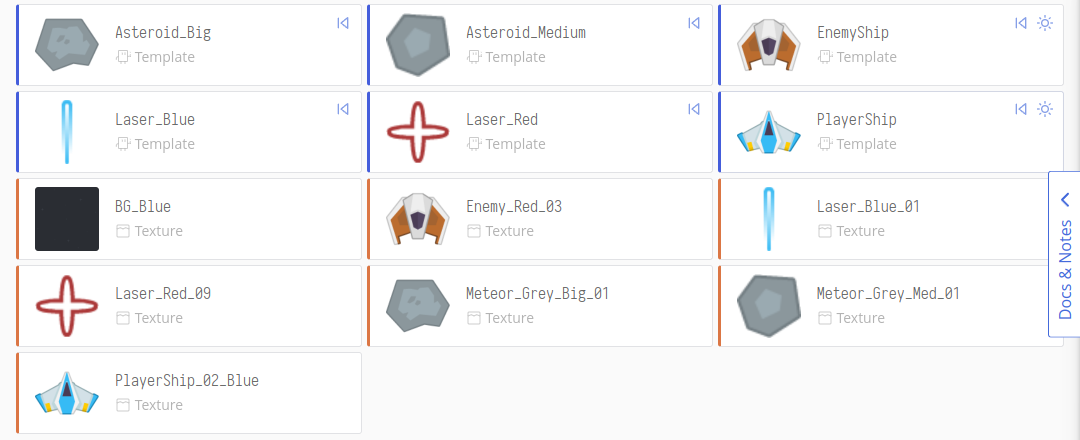 Asteroid_Big
Template
Asteroid_Medium
Template
EnemyShip
Template
Laser_Blue
Template
Laser_Red
Template
PlayerShip
Template
BG_Blue
Texture
Enemy_Red_03
Texture
Laser_Blue_01
Texture
Laser_Red_09
Texture
Meteor_Grey_Big_01
Texture
Meteor_Grey_Med_01
Texture
PlayerShip_02_Blue
Texture
Docs & Notes